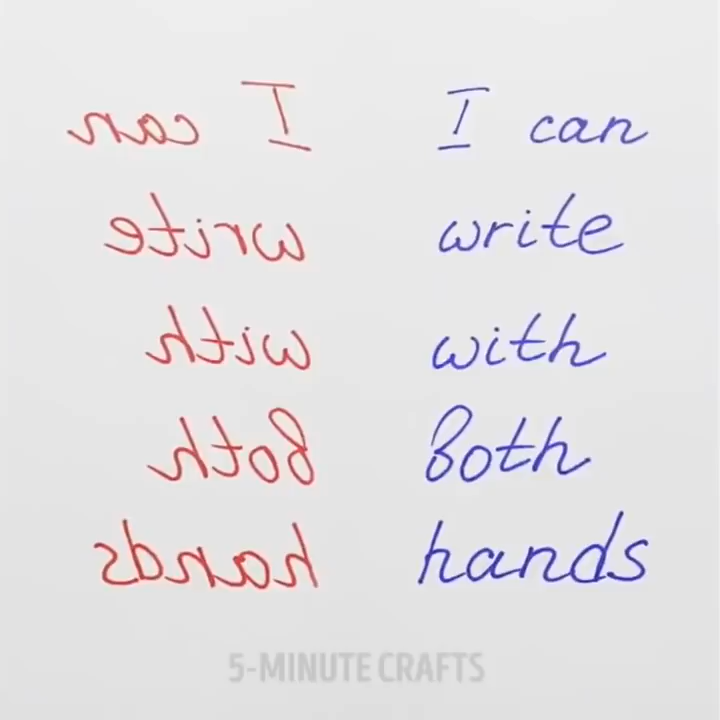 I can I can
write write
with with
both both
hands hands
5-MINUTE CRAFTS